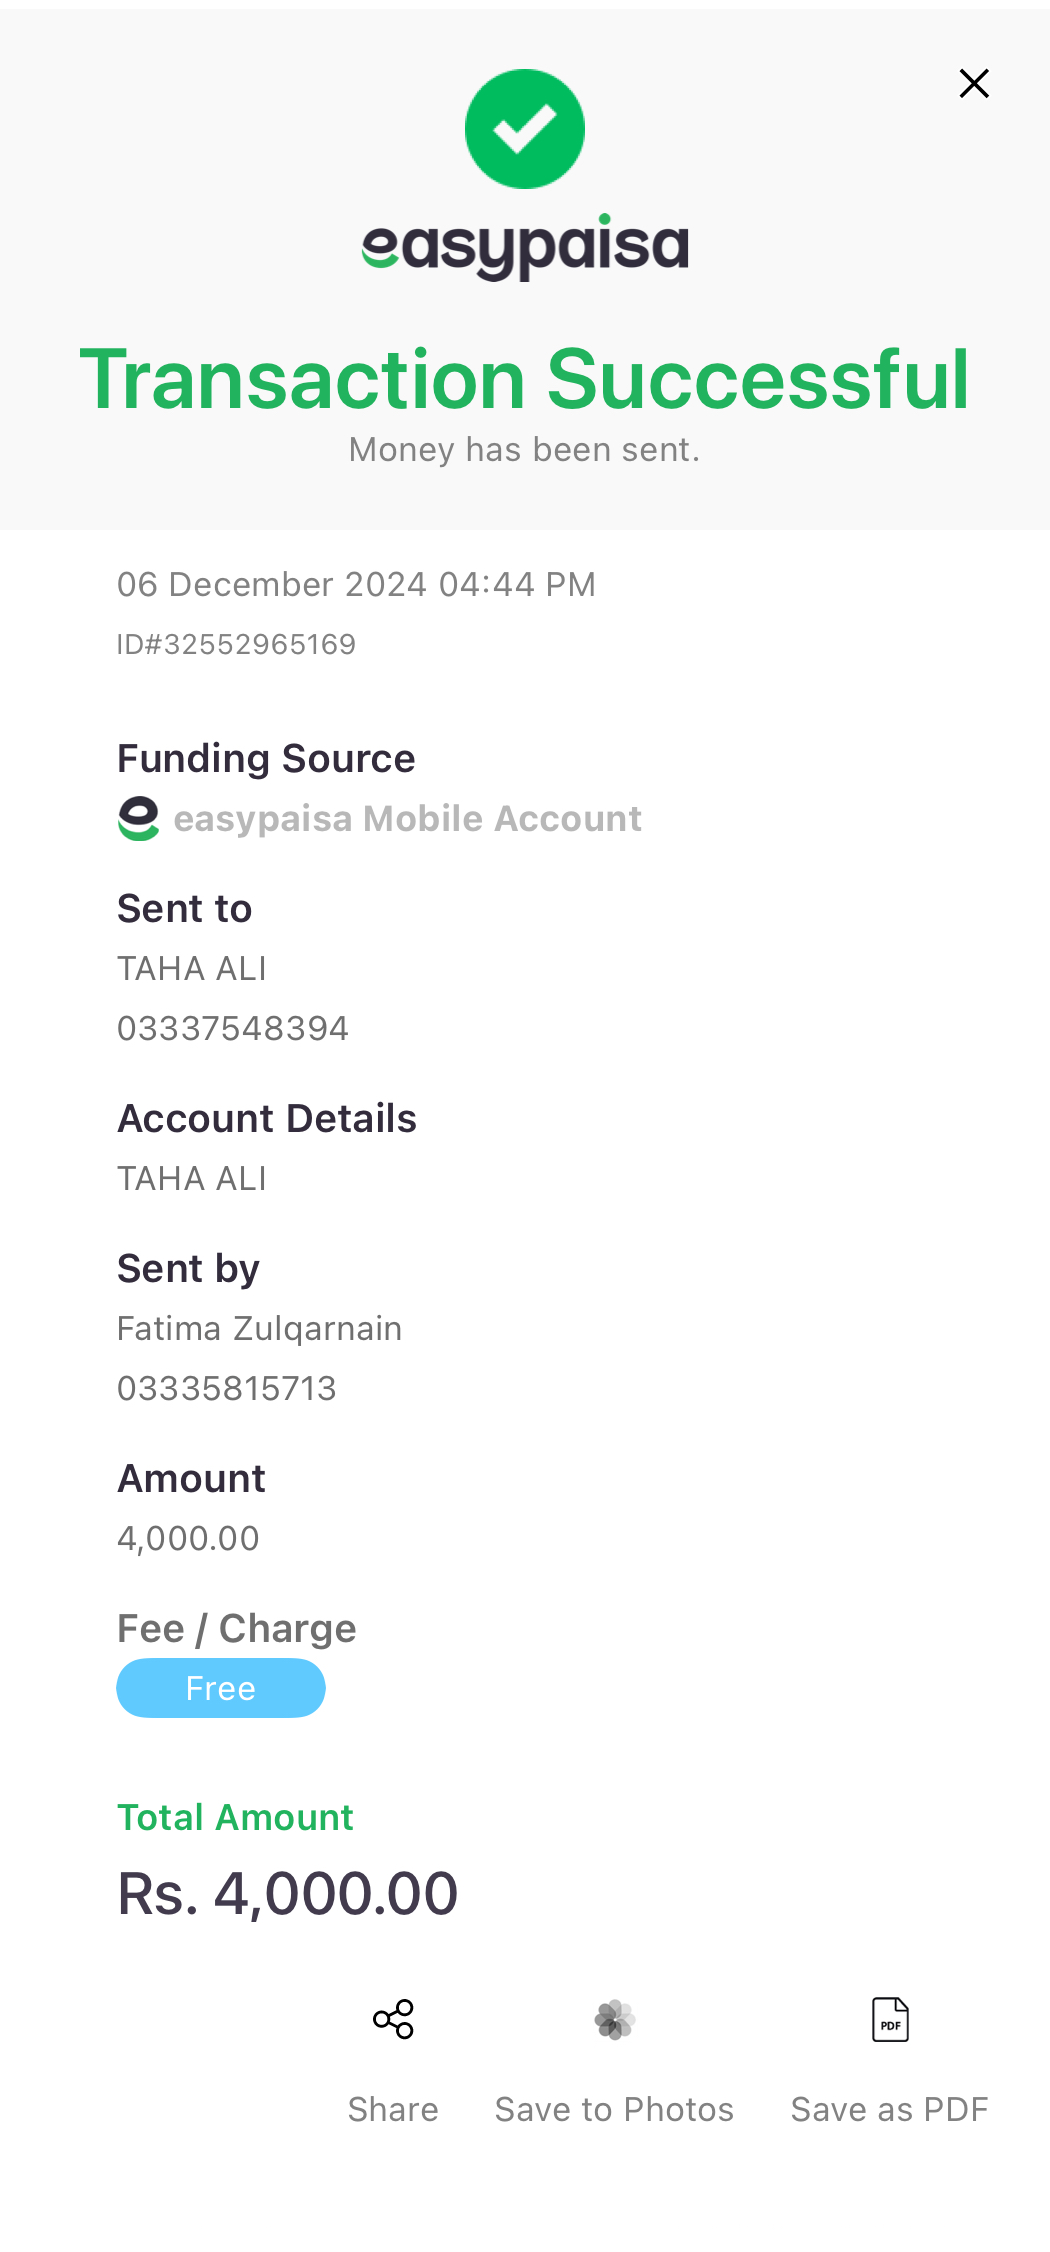 easypaisa
Transaction Successful
Money has been sent.
06 December 2024 04:44 PM
ID#32552965169
Funding Source
easypaisa Mobile Account
Sent to
TAHA ALI
03337548394
Account Details
TAHA ALI
Sent by
Fatima Zulqarnain
03335815713
Amount
4,000.00
Fee / Charge
Free
Total Amount
Rs. 4,000.00
PDF
Share Save to Photos Save as PDF